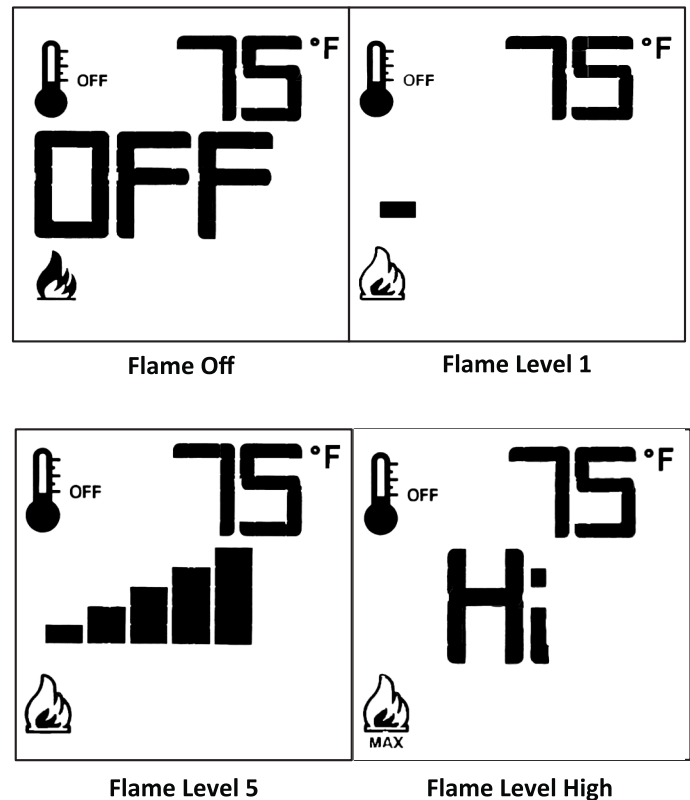 OFF 75 °F
OFF
Flame Off
OFF 75 °F
-
Flame Level 1
OFF 75 °F
Flame Level 5
OFF 75 °F
Hi
MAX
Flame Level High